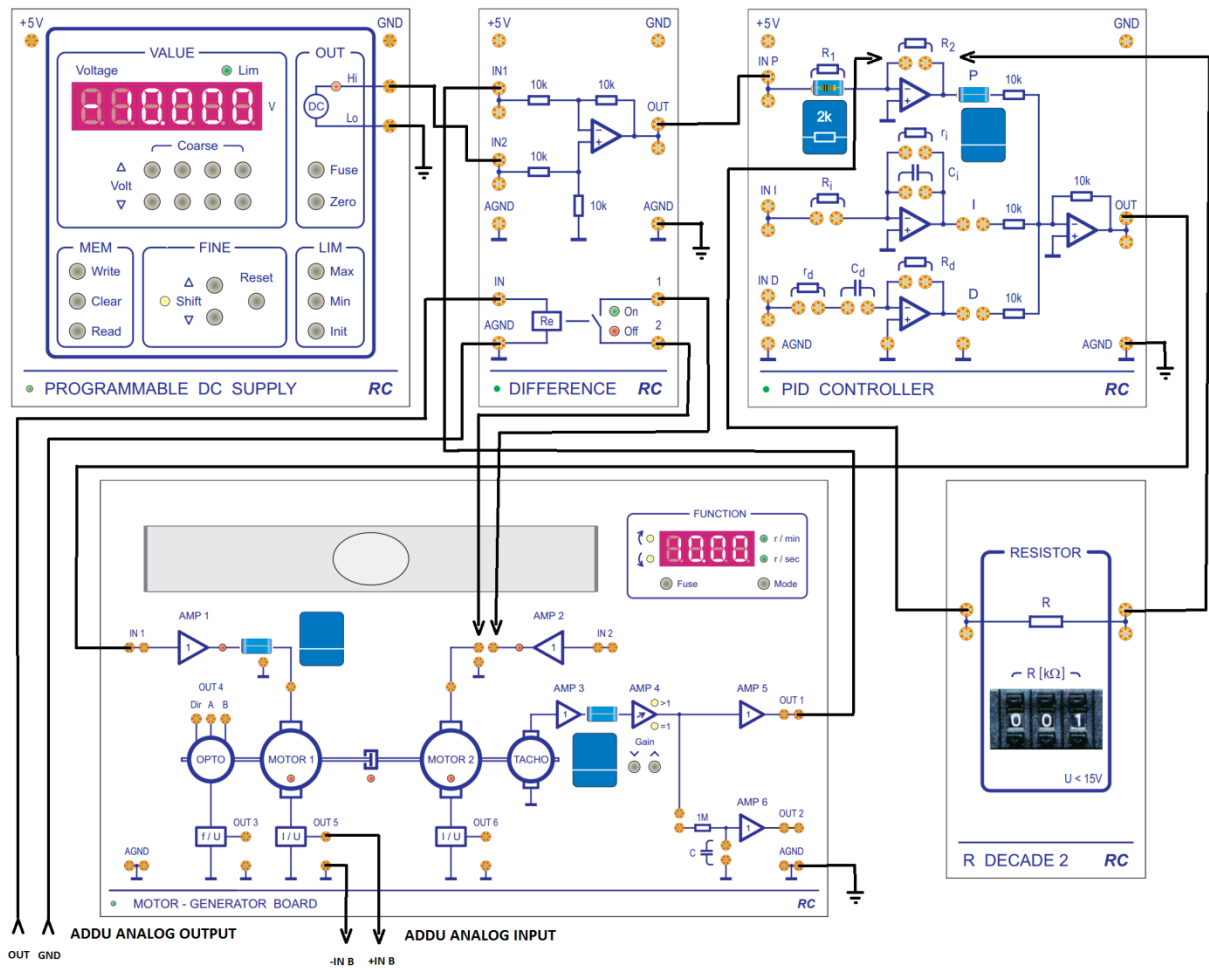 +5V
GND
VALUE
OUT
Voltage
Lim
-10.000
V
Hi
DC
Lo
Coarse
Volt
Fuse
Zero
MEM
FINE
LIM
Write
Clear
Read
Shift
Reset
Max
Min
Init
PROGRAMMABLE DC SUPPLY
RC
+5V
GND
IN1
10k
10k
OUT
IN2
10k
10k
AGND
AGND
IN
1
Re
On
Off
AGND
2
DIFFERENCE
RC
+5V
GND
IN P
R1
2k
R2
P
10k
ri
Ci
IN I
Ri
I
10k
10k
OUT
IN D
rd
Cd
Rd
D
10k
AGND
AGND
PID CONTROLLER
RC
FUNCTION
1000
r / min
r / sec
Fuse
Mode
AMP 1
IN 1
1
AMP 2
IN 2
1
OUT 4
Dir A B
AMP 3
1
AMP 4
>1
=1
Gain
AMP 5
OUT 1
1
OPTO
MOTOR 1
MOTOR 2
TACHO
AMP 6
OUT 2
1M
1
C
f / U
OUT 3
I / U
OUT 5
I / U
OUT 6
AGND
AGND
MOTOR - GENERATOR BOARD
RC
RESISTOR
R
R [kΩ]
0 0 1
U < 15V
R DECADE 2
RC
ADDU ANALOG OUTPUT
OUT GND
ADDU ANALOG INPUT
-IN B +IN B